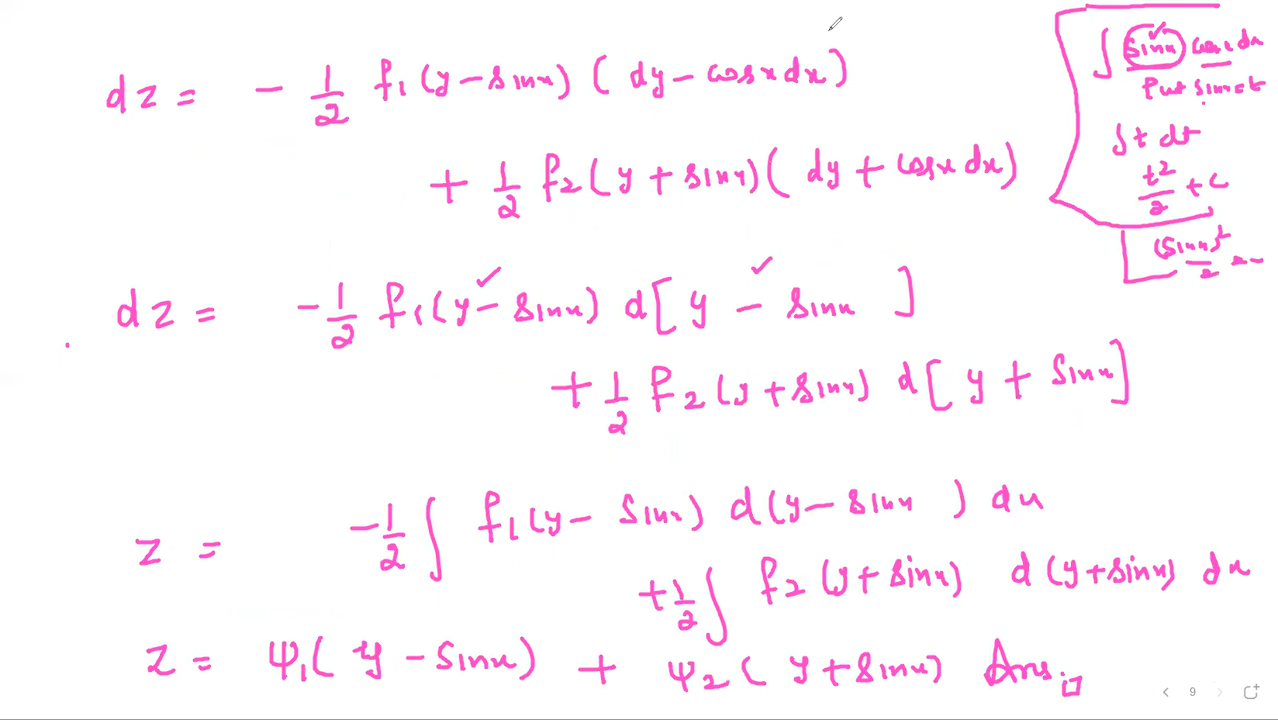 dz = - 1/2 f₁(y-sinx) (dy - cosx dx)
+ 1/2 f₂(y+sinx)(dy + cosx dx)
dz = -1/2 f₁(y-sinx) d[y - sinx]
+ 1/2 f₂(y+sinx) d[y + sinx]
z = -1/2 ∫ f₁(y - sinx) d(y - sinx) dx
+ 1/2 ∫ f₂(y+sinx) d(y+sinx) dx
z = ψ₁(y - sinx) + ψ₂(y+sinx) Ans.
∫ sinx cosx dx
Put sinx=t
∫t dt
t²/2 + c
(sinx)²/2
9